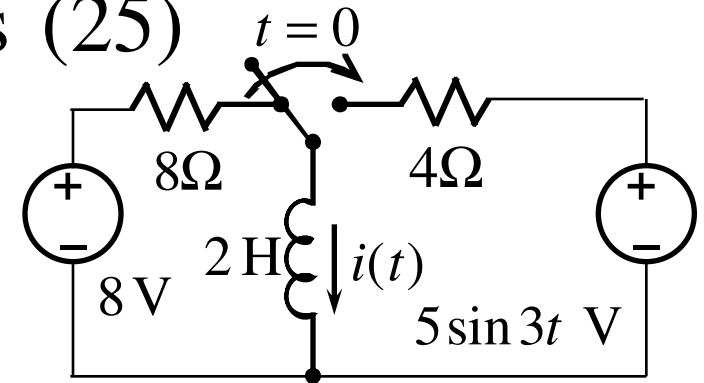 s (25)
t = 0
8Ω
4Ω
+
+
2 H
i(t)
−
−
8 V
5 sin 3t V